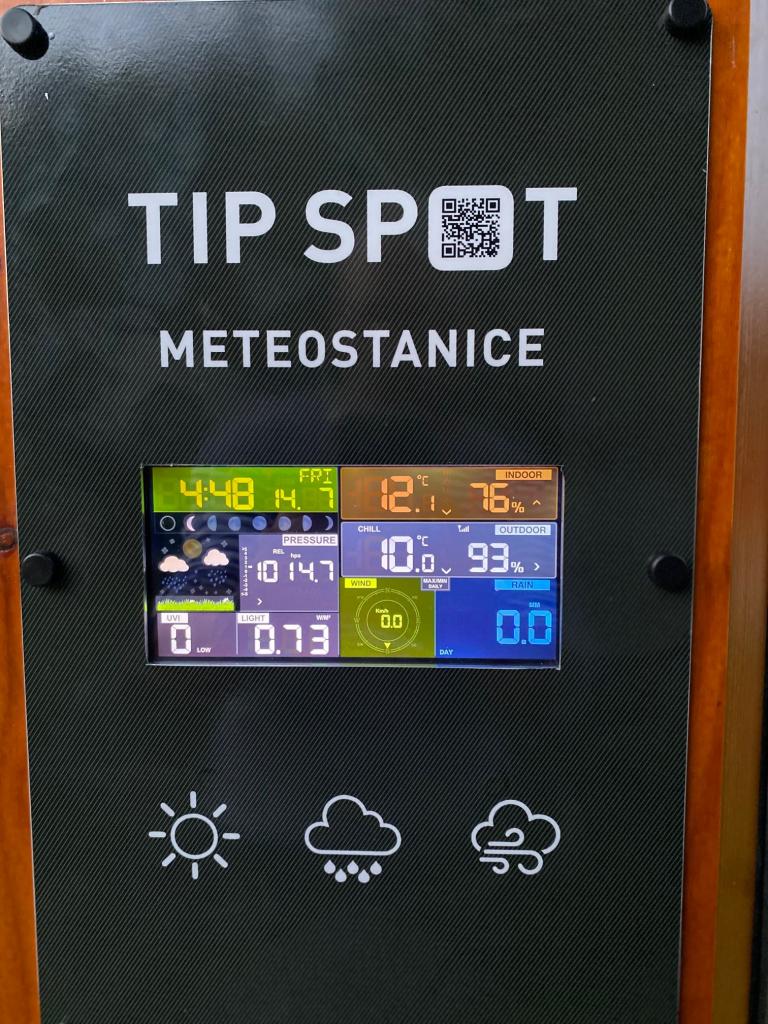 TIP SPOT
METEOSTANICE
4:48 FRI 14. 7
INDOOR
12.1 °C 76%
PRESSURE
REL hpa
1014.7
CHILL OUTDOOR
10.0 °C 93%
UVI
0 LOW
LIGHT W/M²
0.73
WIND
MAX/MIN
DAILY
Km/h
0.0
RAIN
MM
0.0
DAY